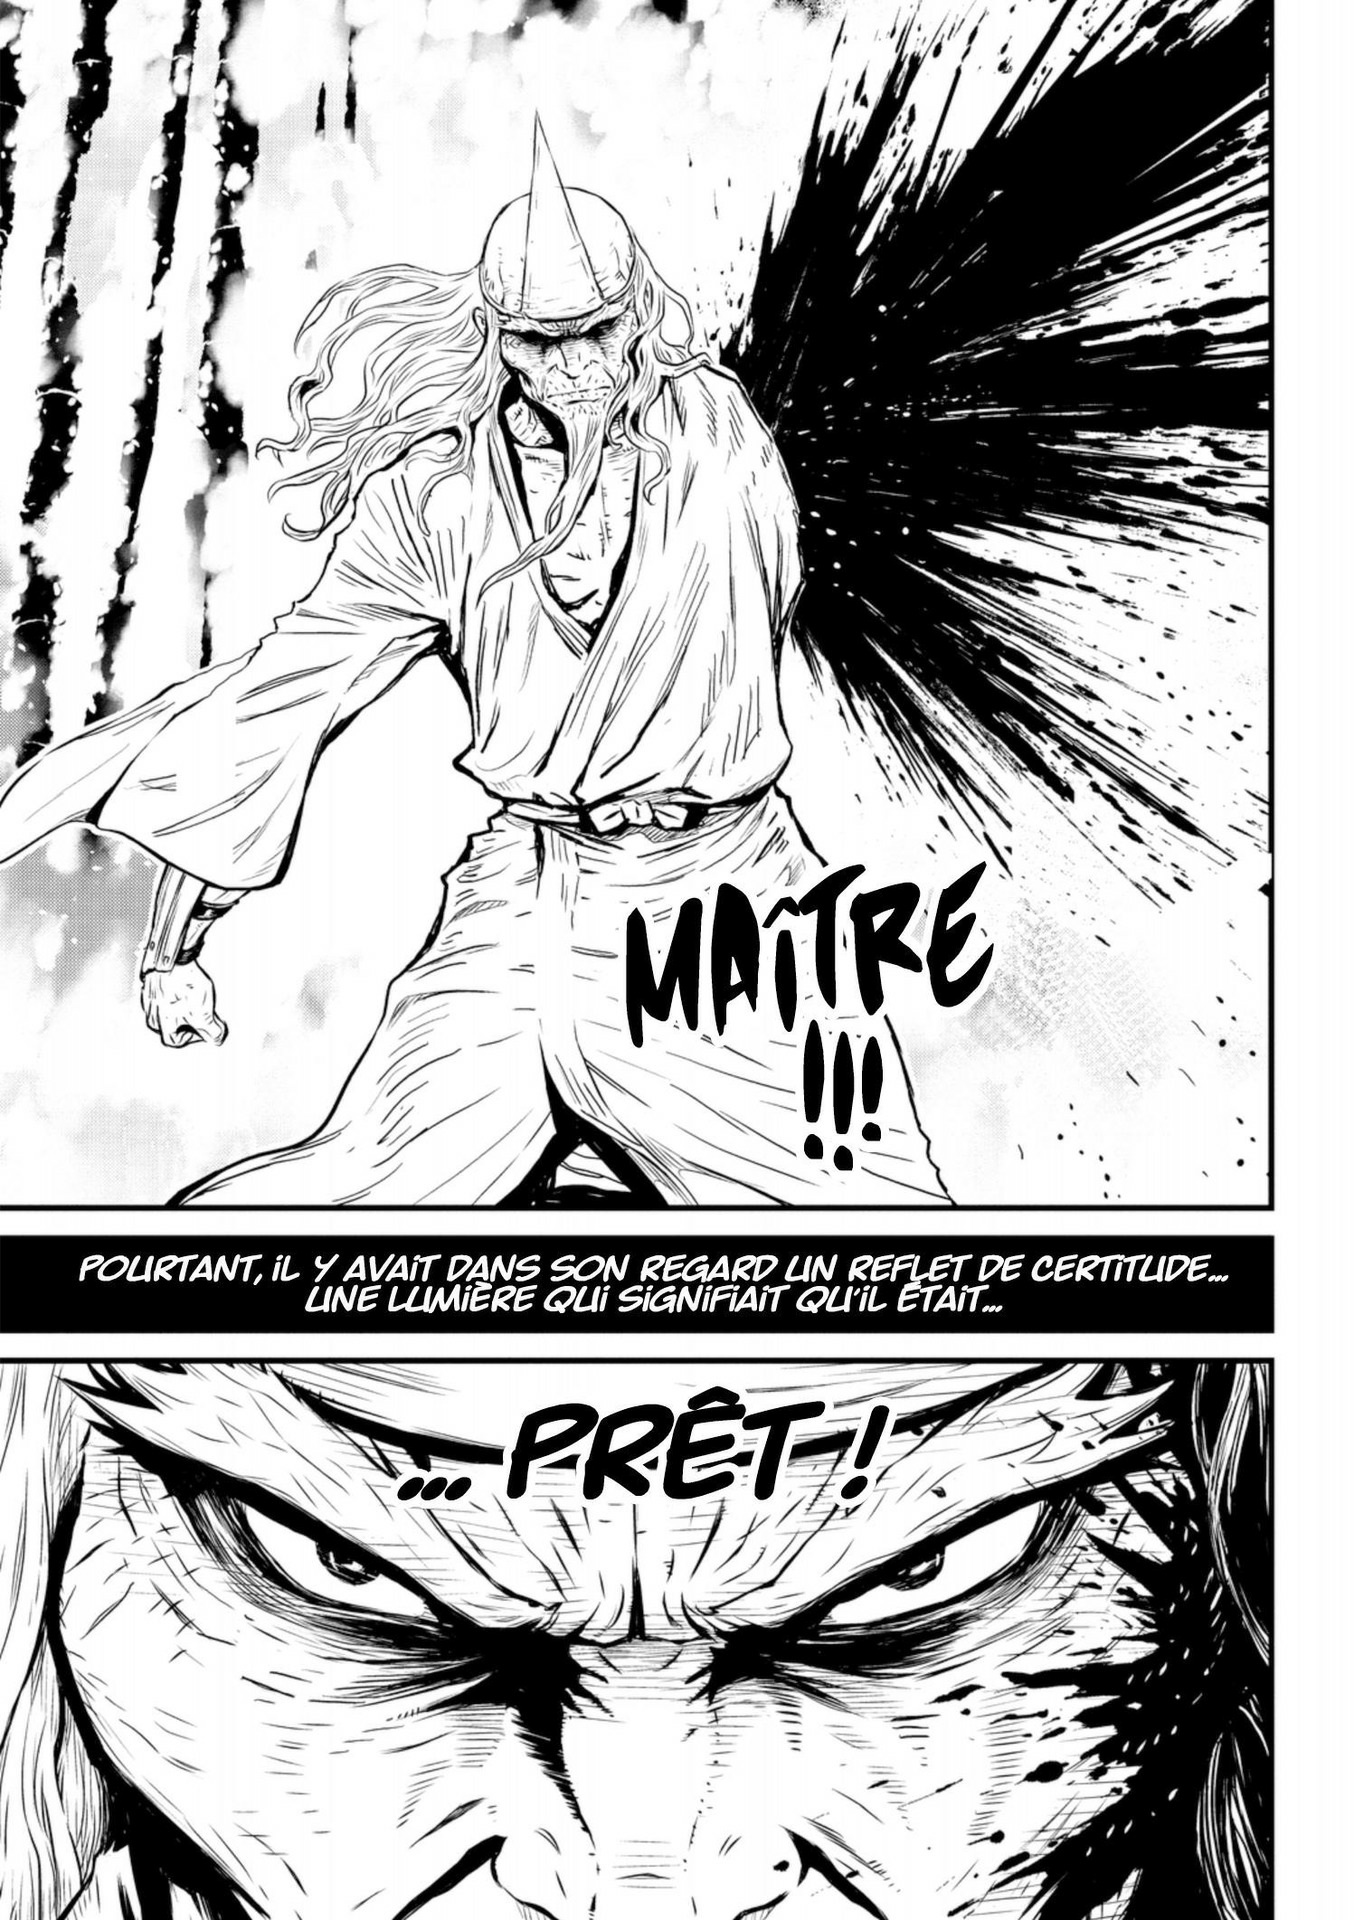 MAÎTRE
!!!
POURTANT, IL Y AVAIT DANS SON REGARD UN REFLET DE CERTITUDE...
UNE LUMIÈRE QUI SIGNIFIAIT QU'IL ÉTAIT...
... PRÊT !